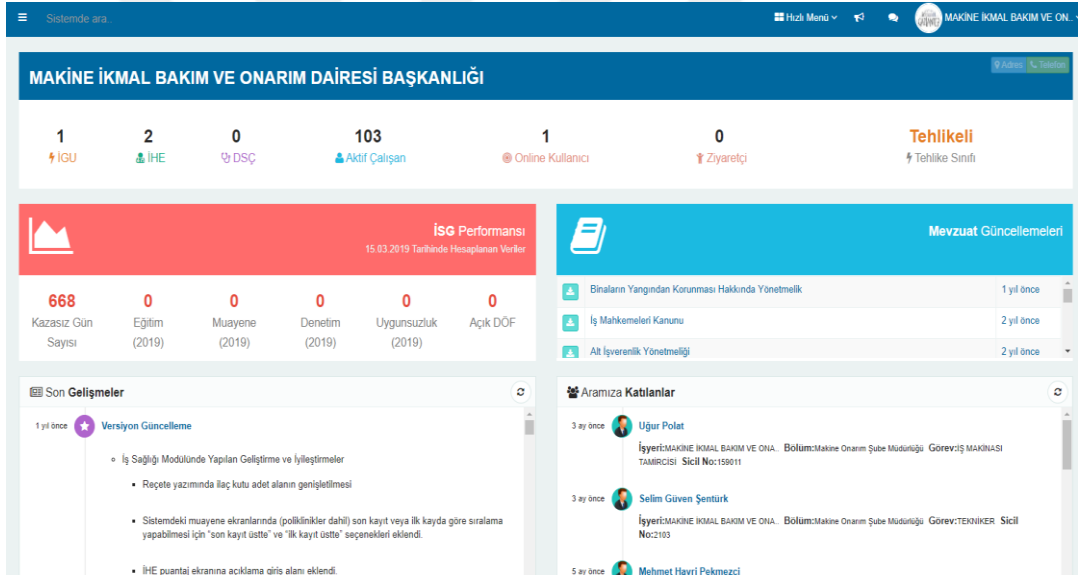 Sistemde ara..
Hızlı Menü
MAKİNE İKMAL BAKIM VE ON..
MAKİNE İKMAL BAKIM VE ONARIM DAİRESİ BAŞKANLIĞI
Adres Telefon
1
İGU
2
İHE
0
DSÇ
103
Aktif Çalışan
1
Online Kullanıcı
0
Ziyaretçi
Tehlikeli
Tehlike Sınıfı
İSG Performansı
15.03.2019 Tarihinde Hesaplanan Veriler
668
Kazasız Gün
Sayısı
0
Eğitim
(2019)
0
Muayene
(2019)
0
Denetim
(2019)
0
Uygunsuzluk
(2019)
0
Açık DÖF
Mevzuat Güncellemeleri
Binaların Yangından Korunması Hakkında Yönetmelik 1 yıl önce
İş Mahkemeleri Kanunu 2 yıl önce
Alt İşverenlik Yönetmeliği 2 yıl önce
Son Gelişmeler
1 yıl önce Versiyon Güncelleme
İş Sağlığı Modülünde Yapılan Geliştirme ve İyileştirmeler
Reçete yazımında ilaç kutu adet alanın genişletilmesi
Sistemdeki muayene ekranlarında (poliklinikler dahil) son kayıt veya ilk kayda göre sıralama
yapabilmesi için "son kayıt üstte" ve "ilk kayıt üstte" seçenekleri eklendi.
İHE puantaj ekranına açıklama giriş alanı eklendi.
Aramıza Katılanlar
3 ay önce Uğur Polat
İşyeri:MAKİNE İKMAL BAKIM VE ONA.. Bölüm:Makine Onarım Şube Müdürlüğü Görev:İŞ MAKİNASI
TAMİRCİSİ Sicil No:159011
3 ay önce Selim Güven Şentürk
İşyeri:MAKİNE İKMAL BAKIM VE ONA.. Bölüm:Makine Onarım Şube Müdürlüğü Görev:TEKNİKER Sicil
No:2103
5 ay önce Mehmet Hayri Pekmezci